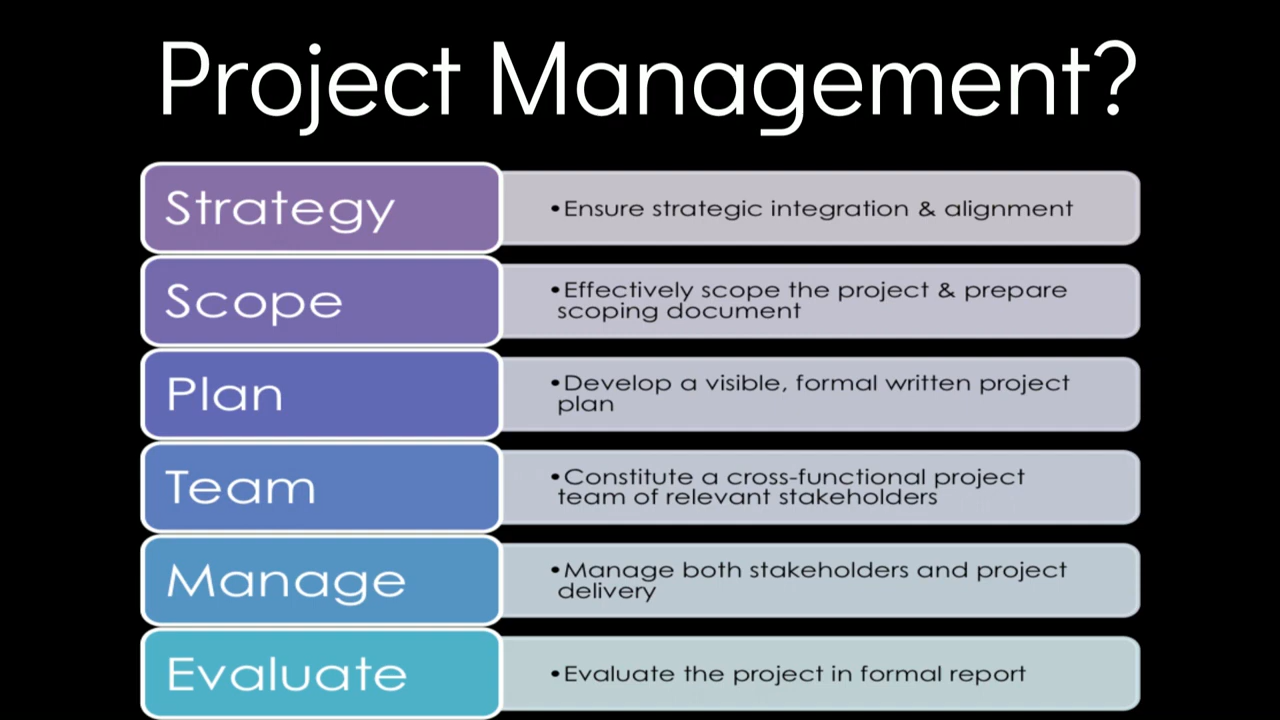 Project Management?
Strategy
•Ensure strategic integration & alignment
Scope
•Effectively scope the project & prepare
scoping document
Plan
•Develop a visible, formal written project
plan
Team
•Constitute a cross-functional project
team of relevant stakeholders
Manage
•Manage both stakeholders and project
delivery
Evaluate
•Evaluate the project in formal report